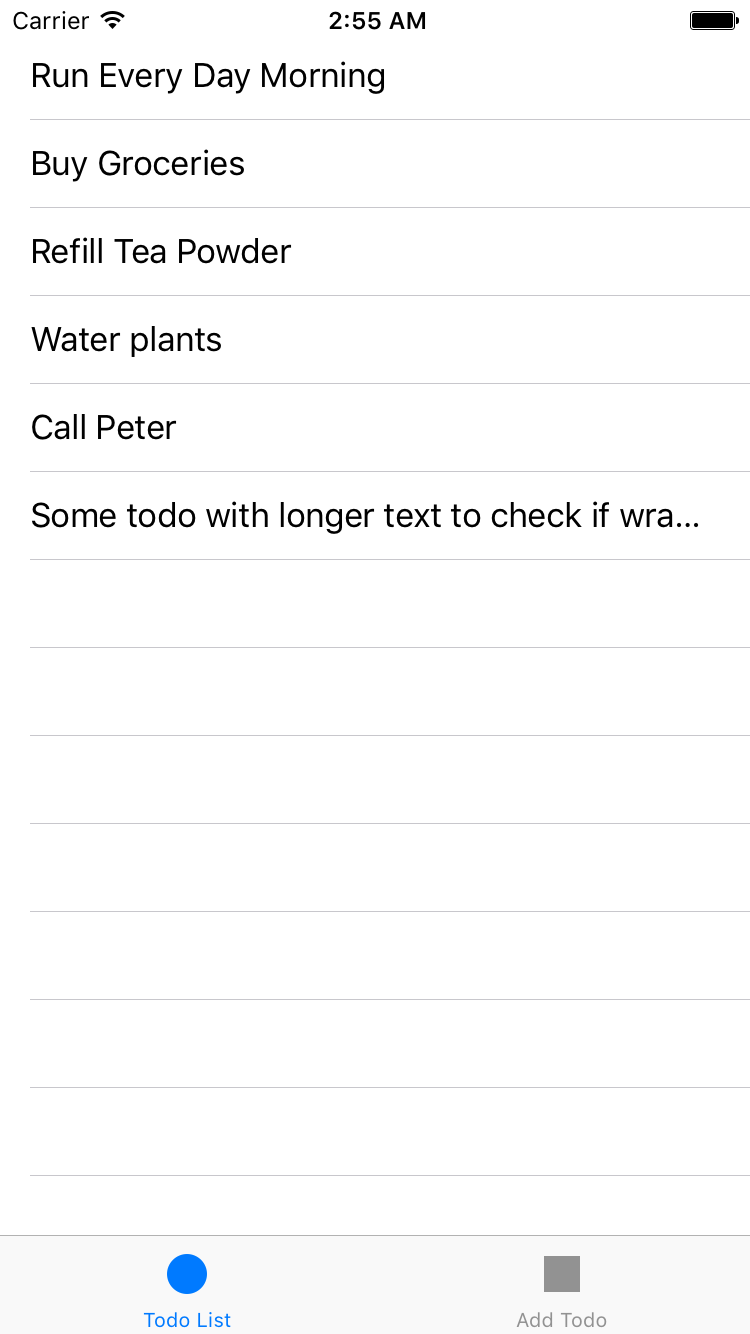 Carrier
2:55 AM
Run Every Day Morning
Buy Groceries
Refill Tea Powder
Water plants
Call Peter
Some todo with longer text to check if wra...
Todo List
Add Todo